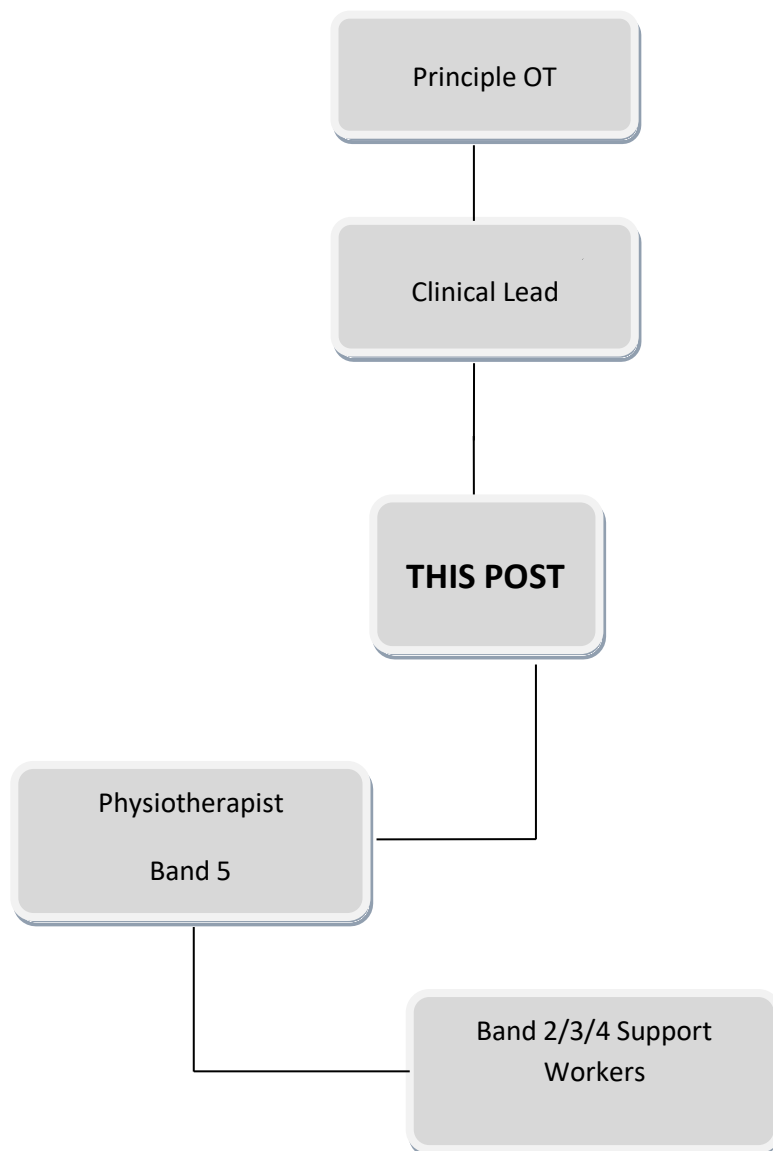 Principle OT
Clinical Lead
THIS POST
Physiotherapist
Band 5
Band 2/3/4 Support
Workers